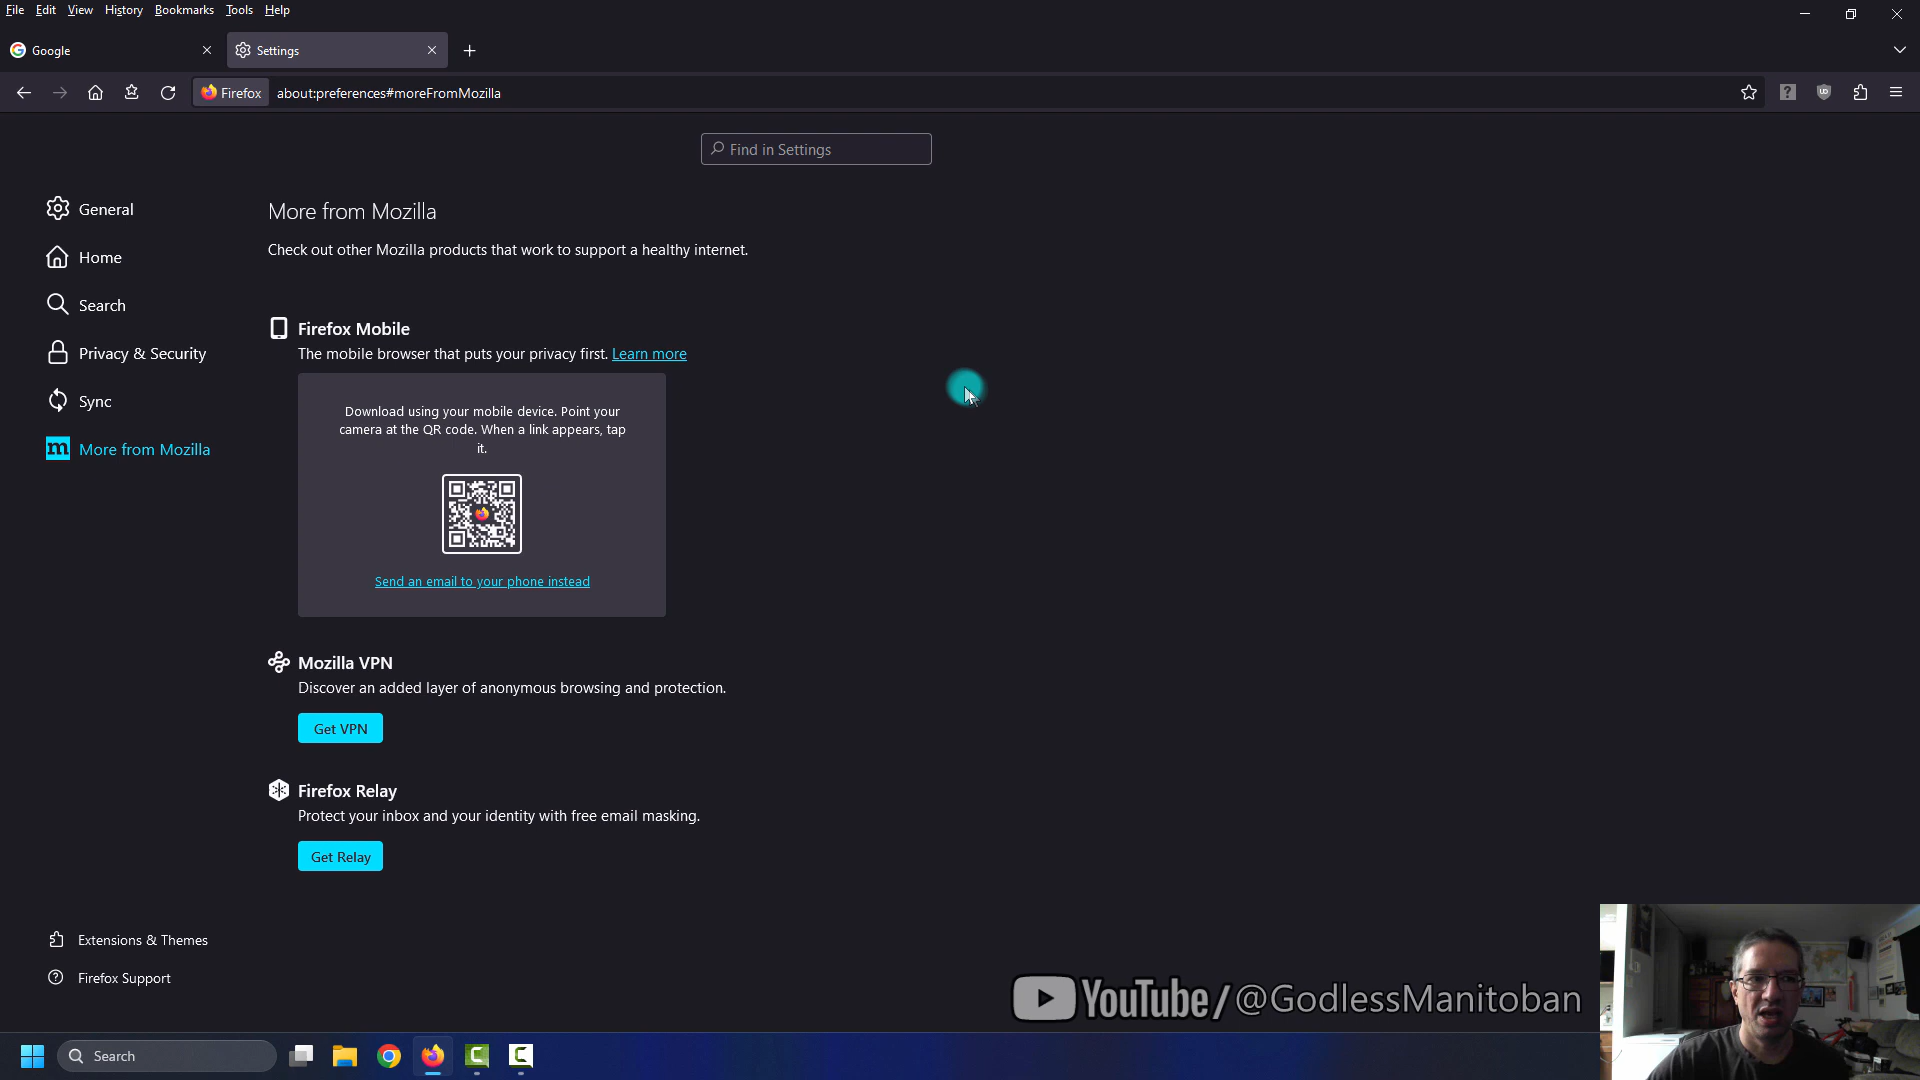 File Edit View History Bookmarks Tools Help
Google
Settings
Firefox about:preferences#moreFromMozilla
Find in Settings
General
Home
Search
Privacy & Security
Sync
More from Mozilla
More from Mozilla
Check out other Mozilla products that work to support a healthy internet.
Firefox Mobile
The mobile browser that puts your privacy first. Learn more
Download using your mobile device. Point your
camera at the QR code. When a link appears, tap
it.
Send an email to your phone instead
Mozilla VPN
Discover an added layer of anonymous browsing and protection.
Get VPN
Firefox Relay
Protect your inbox and your identity with free email masking.
Get Relay
Extensions & Themes
Firefox Support
YouTube/@GodlessManitoban
Search